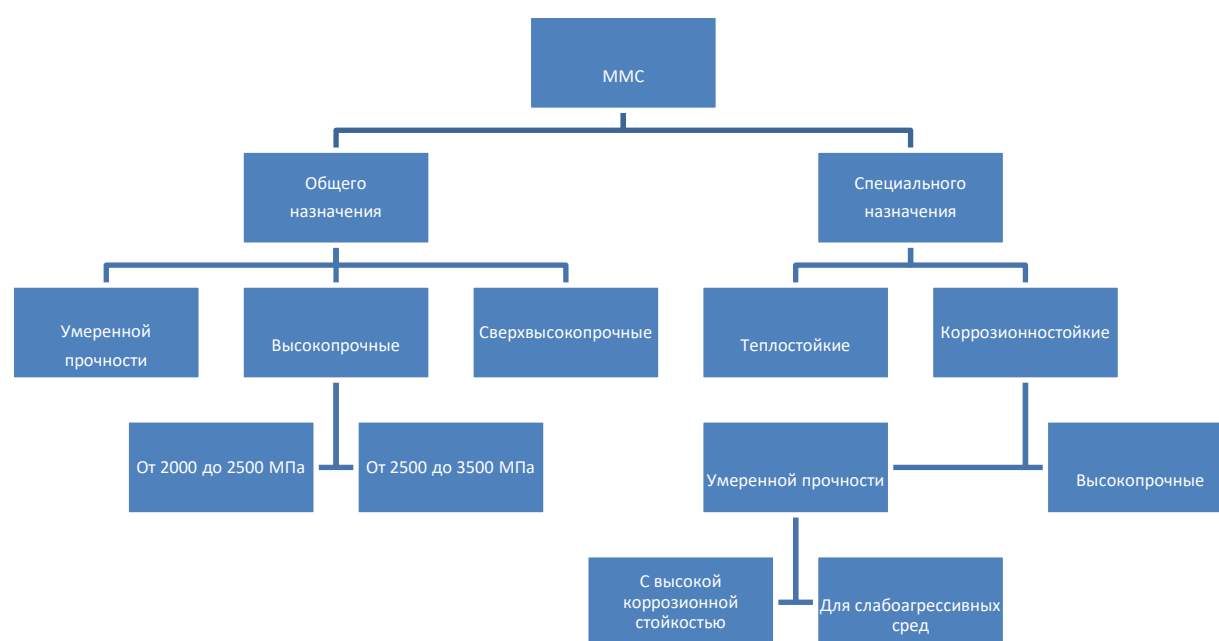 ММС
Общего
назначения
Специального
назначения
Умеренной
прочности
Высокопрочные
Сверхвысокопрочные
Теплостойкие
Коррозионностойкие
От 2000 до 2500 МПа
От 2500 до 3500 МПа
Умеренной прочности
Высокопрочные
С высокой
коррозионной
стойкостью
Для слабоагрессивных
сред